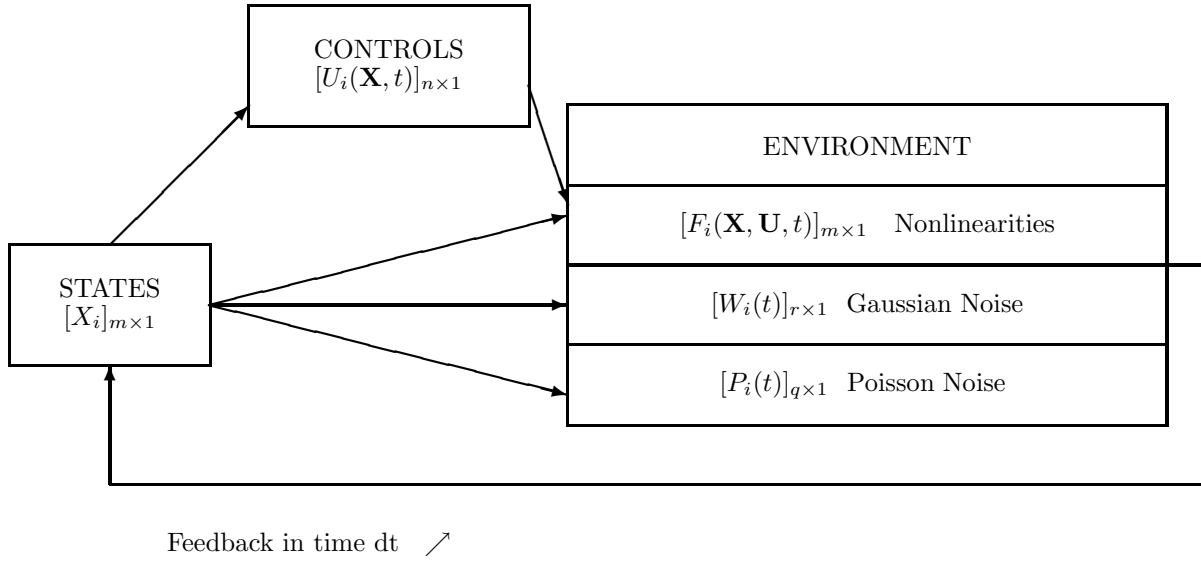 CONTROLS
[U_i(X, t)]_{n×1}
ENVIRONMENT
[F_i(X, U, t)]_{m×1} Nonlinearities
STATES
[X_i]_{m×1}
[W_i(t)]_{r×1} Gaussian Noise
[P_i(t)]_{q×1} Poisson Noise
Feedback in time dt ↗